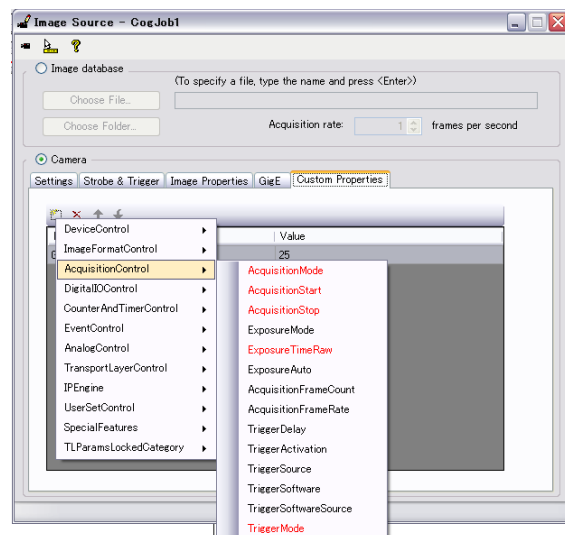 Image Source - CogJob1
Image database
(To specify a file, type the name and press <Enter>)
Choose File...
Choose Folder...
Acquisition rate:
1
frames per second
Camera
Settings
Strobe & Trigger
Image Properties
GigE
Custom Properties
Value
25
DeviceControl
ImageFormatControl
AcquisitionControl
DigitalIOControl
CounterAndTimerControl
EventControl
AnalogControl
TransportLayerControl
IPEngine
UserSetControl
SpecialFeatures
TLParamsLockedCategory
AcquisitionMode
AcquisitionStart
AcquisitionStop
ExposureMode
ExposureTimeRaw
ExposureAuto
AcquisitionFrameCount
AcquisitionFrameRate
TriggerDelay
TriggerActivation
TriggerSource
TriggerSoftware
TriggerSoftwareSource
TriggerMode